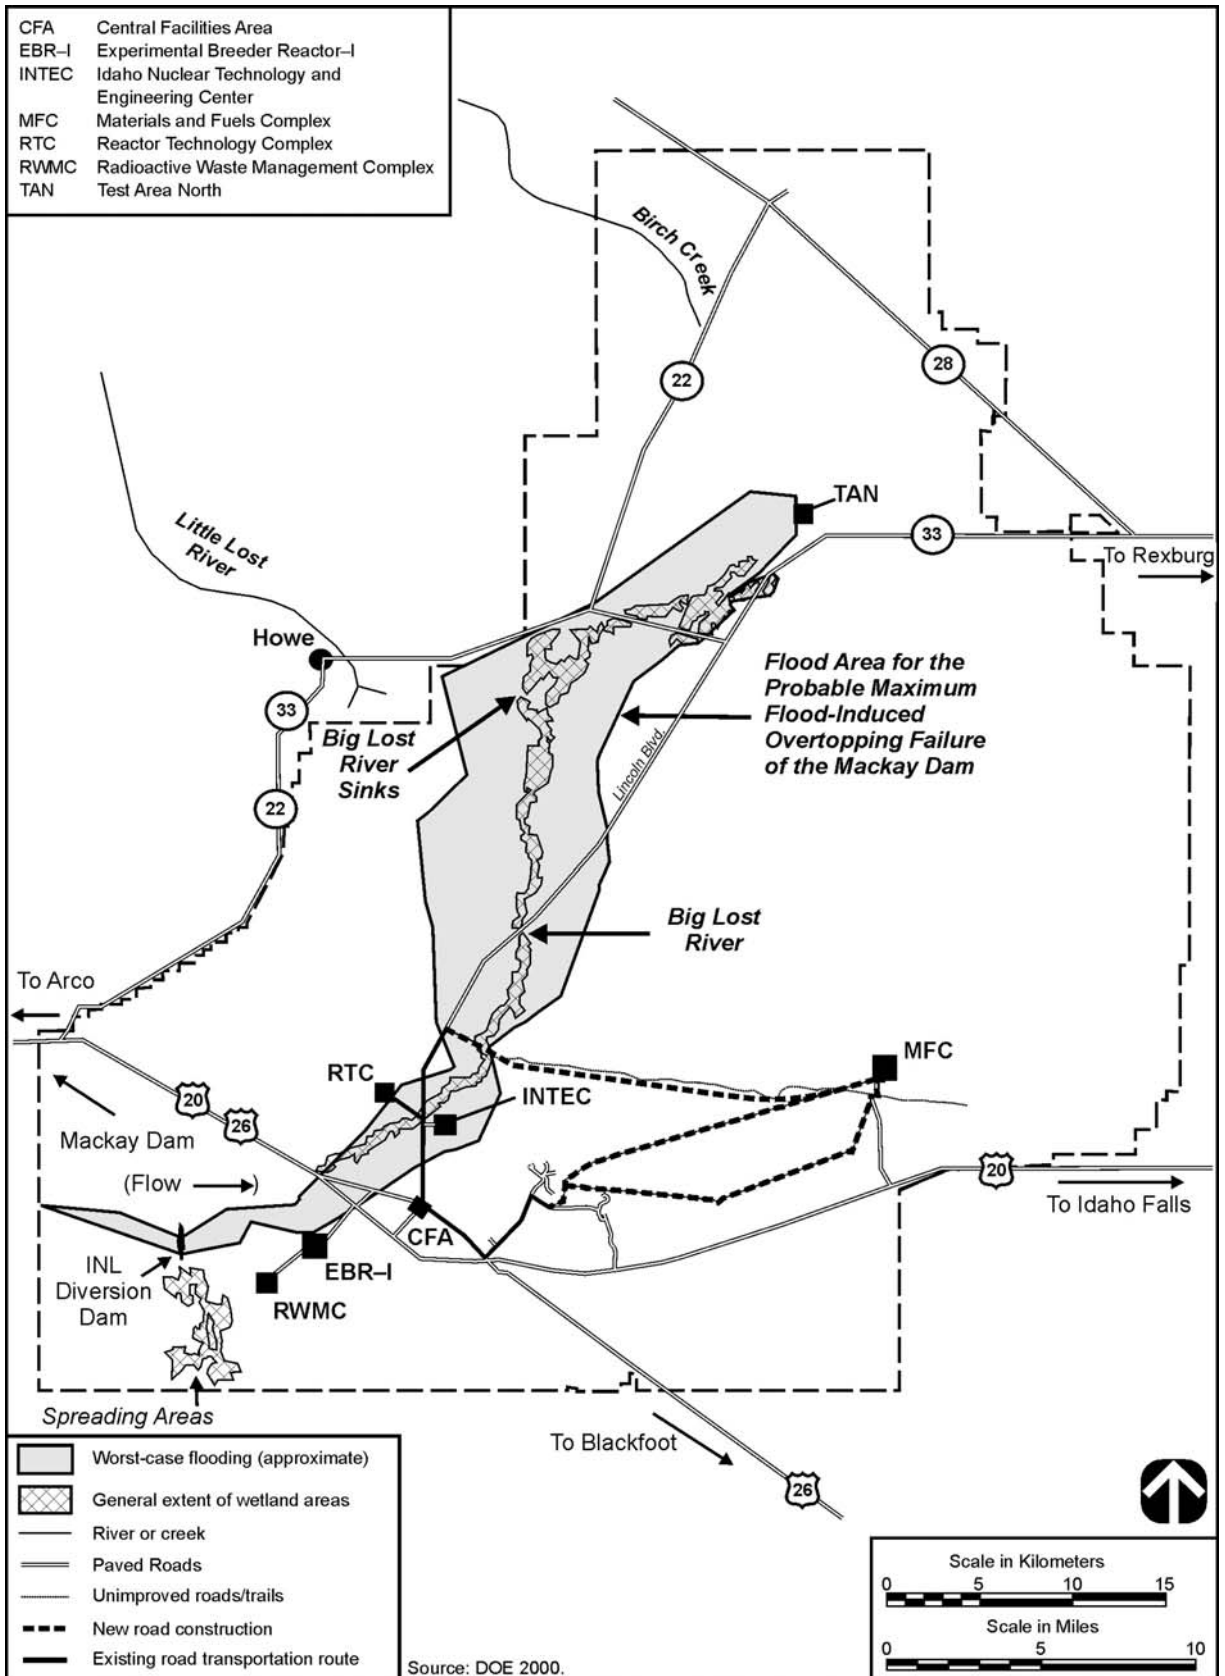 CFA Central Facilities Area
EBR–I Experimental Breeder Reactor–I
INTEC Idaho Nuclear Technology and
Engineering Center
MFC Materials and Fuels Complex
RTC Reactor Technology Complex
RWMC Radioactive Waste Management Complex
TAN Test Area North
Birch Creek
28
22
TAN
33
To Rexburg
Little Lost
River
Howe
33
Flood Area for the
Probable Maximum
Flood-Induced
Overtopping Failure
of the Mackay Dam
Big Lost
River
Sinks
Lincoln Blvd.
22
Big Lost
River
To Arco
MFC
RTC
INTEC
20
26
Mackay Dam
(Flow )
20
To Idaho Falls
CFA
EBR–I
INL
Diversion
Dam
RWMC
Spreading Areas
To Blackfoot
26
Worst-case flooding (approximate)
General extent of wetland areas
River or creek
Paved Roads
Unimproved roads/trails
New road construction
Existing road transportation route
Source: DOE 2000.
Scale in Kilometers
0 5 10 15
Scale in Miles
0 5 10